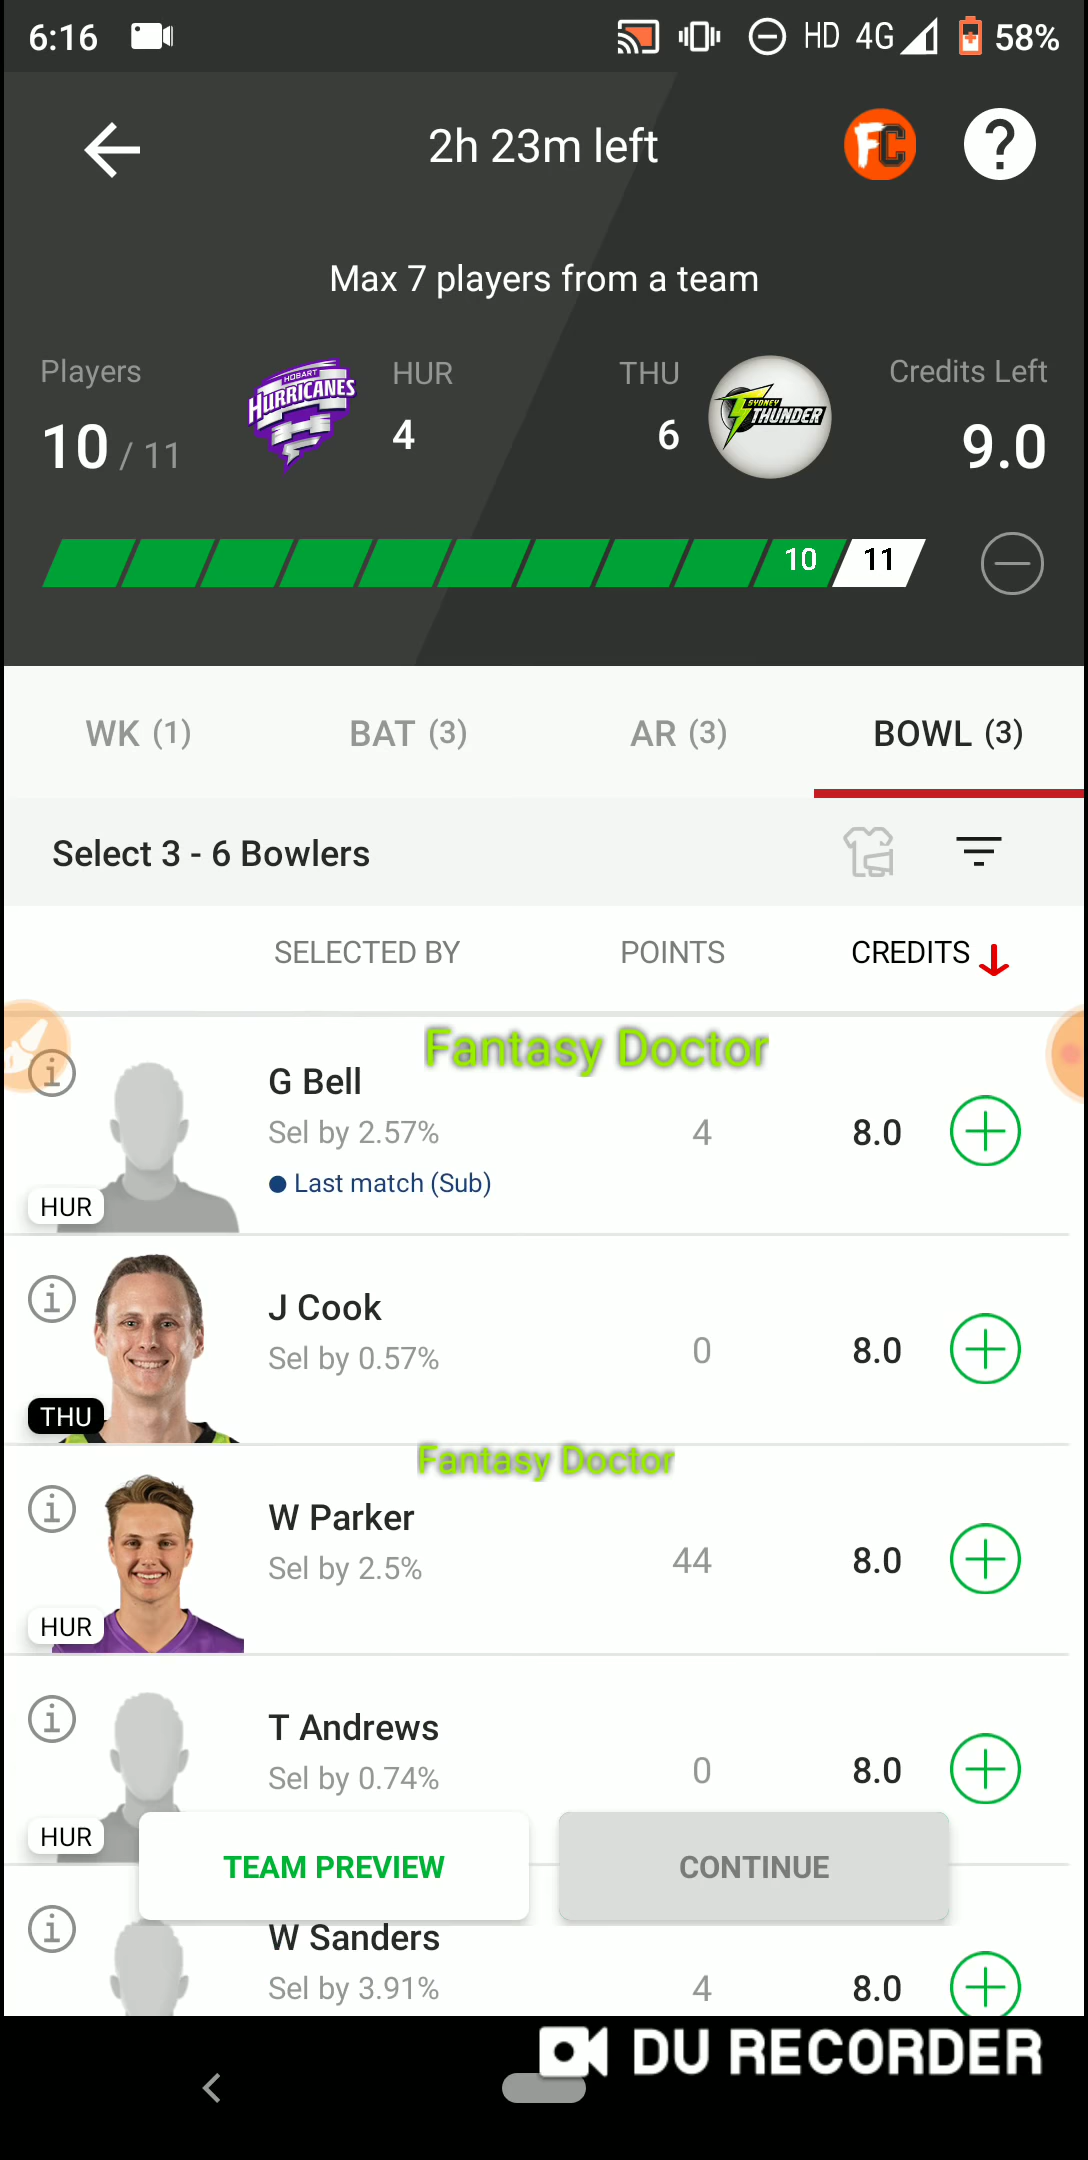 6:16 HD 4G 58%
2h 23m left FC ?
Max 7 players from a team
Players HUR THU Credits Left
10 / 11 4 6 9.0
HOBART
HURRICANES
SYDNEY
THUNDER
10 11
WK (1) BAT (3) AR (3) BOWL (3)
Select 3 - 6 Bowlers
SELECTED BY POINTS CREDITS
Fantasy Doctor
G Bell
Sel by 2.57% 4 8.0
Last match (Sub)
HUR
J Cook
Sel by 0.57% 0 8.0
THU
Fantasy Doctor
W Parker
Sel by 2.5% 44 8.0
HUR
T Andrews
Sel by 0.74% 0 8.0
HUR
TEAM PREVIEW CONTINUE
W Sanders
Sel by 3.91% 4 8.0
DU RECORDER